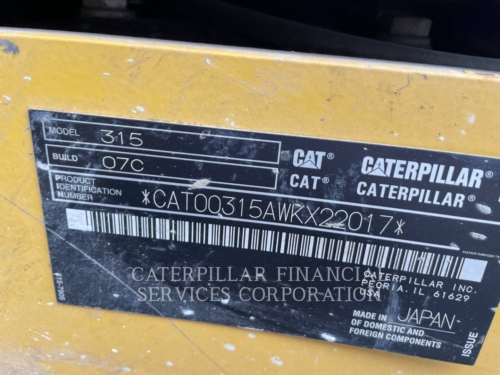 MODEL 315
BUILD 07C
PRODUCT
IDENTIFICATION
NUMBER
*CAT00315AWKX22017*
CAT CATERPILLAR
CAT CATERPILLAR
CATERPILLAR INC.
PEORIA, IL 61629
USA
MADE IN JAPAN
OF DOMESTIC AND
FOREIGN COMPONENTS
ISSUE
CATERPILLAR FINANCIAL
SERVICES CORPORATION